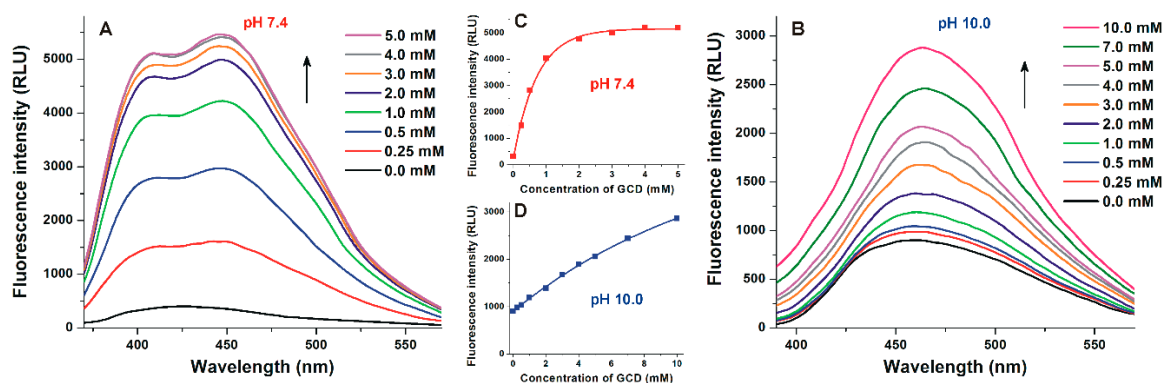 A
pH 7.4
Fluorescence intensity (RLU)
5000
4000
3000
2000
1000
0
400
450
500
550
Wavelength (nm)
5.0 mM
4.0 mM
3.0 mM
2.0 mM
1.0 mM
0.5 mM
0.25 mM
0.0 mM
C
Fluorescence intensity (RLU)
6000
5000
4000
3000
2000
1000
0
pH 7.4
0
1
2
3
4
5
Concentration of GCD (mM)
D
Fluorescence intensity (RLU)
3000
2000
1000
0
pH 10.0
0
2
4
6
8
10
Concentration of GCD (mM)
pH 10.0
B
Fluorescence intensity (RLU)
3000
2500
2000
1500
1000
500
0
400
450
500
550
Wavelength (nm)
10.0 mM
7.0 mM
5.0 mM
4.0 mM
3.0 mM
2.0 mM
1.0 mM
0.5 mM
0.25 mM
0.0 mM